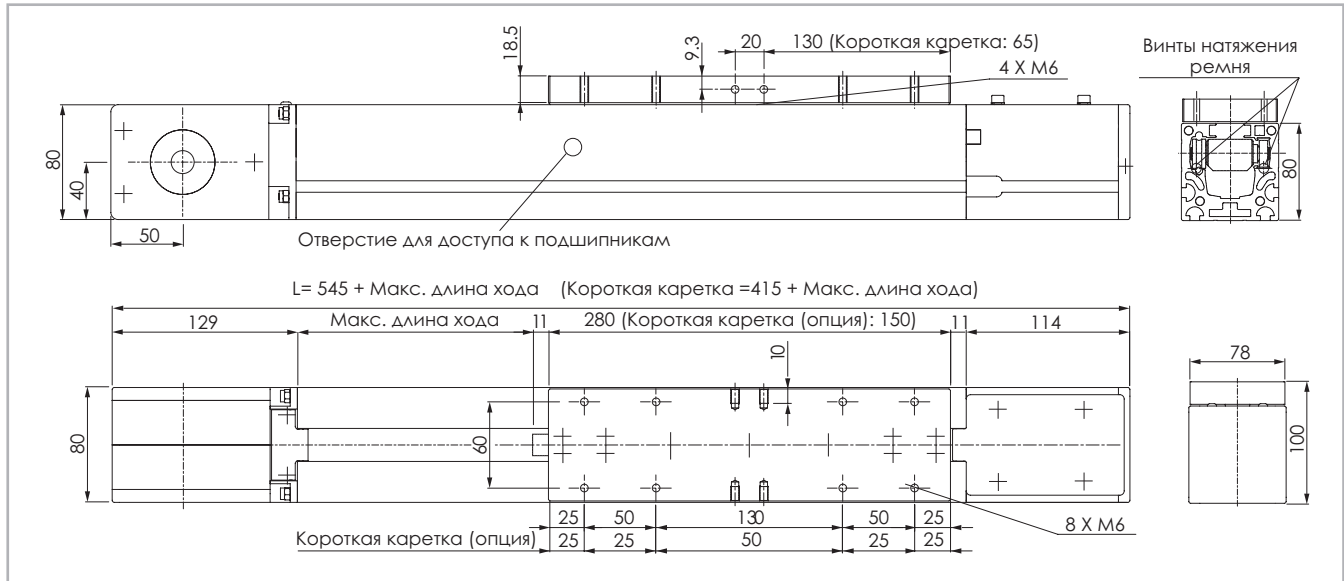 18.5
9.3
20
130 (Короткая каретка: 65)
4 X M6
Винты натяжения
ремня
80
40
50
80
Отверстие для доступа к подшипникам
L= 545 + Макс. длина хода (Короткая каретка =415 + Макс. длина хода)
129
Макс. длина хода
11
280 (Короткая каретка (опция): 150)
11
114
10
78
80
60
100
25
50
130
50
25
8 X M6
Короткая каретка (опция)
25
25
50
25
25